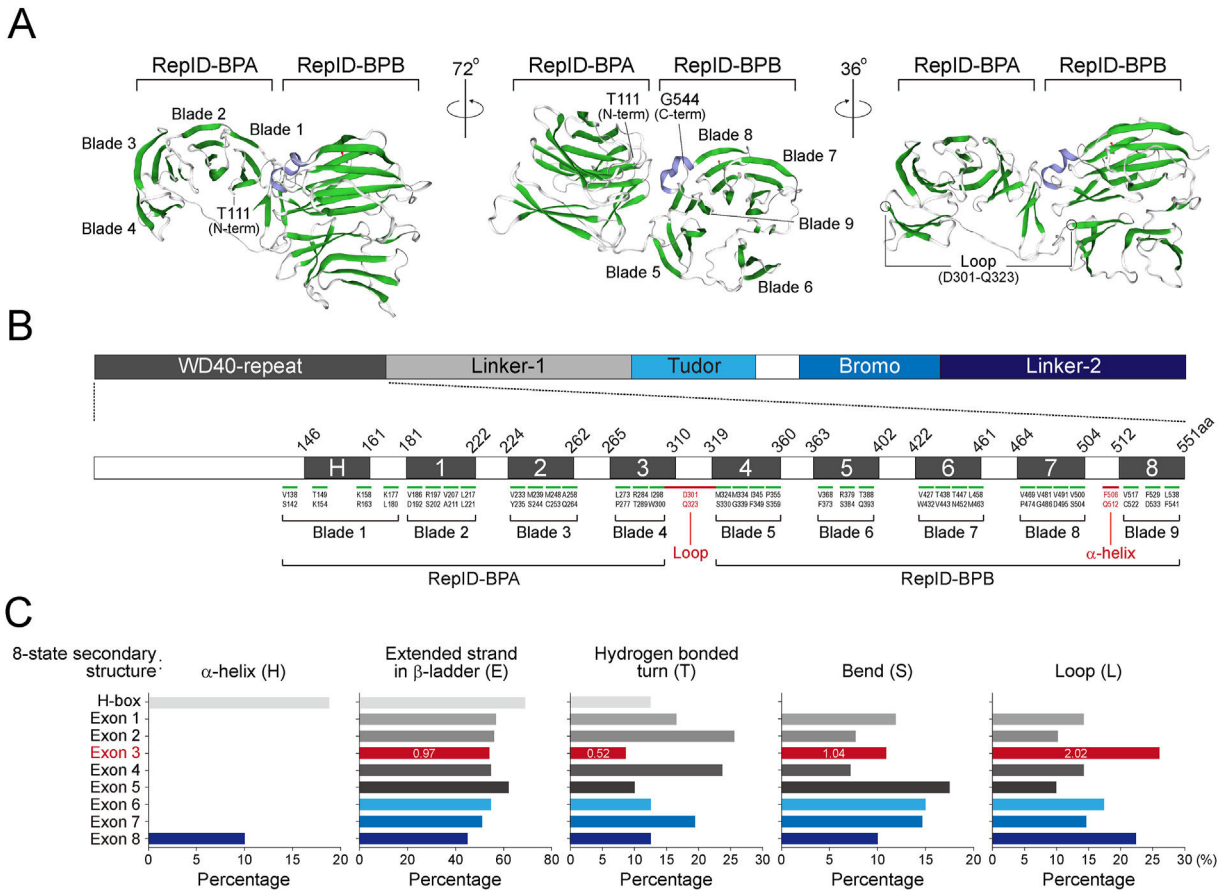 A
RepID-BPA RepID-BPB 72° RepID-BPA RepID-BPB 36° RepID-BPA RepID-BPB
Blade 2
Blade 3
Blade 1
T111
(N-term)
Blade 4
T111
(N-term)
G544
(C-term)
Blade 8
Blade 7
Blade 9
Blade 5
Blade 6
Loop
(D301-Q323)
B
WD40-repeat Linker-1 Tudor Bromo Linker-2
146 161 181 222 224 262 265 310 319 360 363 402 422 461 464 504 512 551aa
H 1 2 3 4 5 6 7 8
V138 T149 K158 K177 V186 R197 V207 L217 V233 M239 M248 A258 L273 R284 I298 D301 M324 M334 I345 P355 V368 R379 T388 V427 T438 T447 L458 V469 V481 V491 V500 F506 V517 F529 L538
S142 K154 R163 L180 D192 S202 A211 L221 Y235 S244 C253 Q264 P277 T289 W300 Q323 S330 G339 F349 S359 F373 S384 Q393 W432 V443 N452 M463 P474 G486 D495 S504 Q512 C522 D533 F541
Blade 1 Blade 2 Blade 3 Blade 4 Loop Blade 5 Blade 6 Blade 7 Blade 8 α-helix Blade 9
RepID-BPA RepID-BPB
C
8-state secondary
structure :
α-helix (H)
Extended strand
in β-ladder (E)
Hydrogen bonded
turn (T)
Bend (S)
Loop (L)
H-box
Exon 1
Exon 2
Exon 3 0.97 0.52 1.04 2.02
Exon 4
Exon 5
Exon 6
Exon 7
Exon 8
0 5 10 15 20 0 20 40 60 80 0 5 10 15 20 25 30 0 5 10 15 20 0 5 10 15 20 25 30 (%)
Percentage Percentage Percentage Percentage Percentage